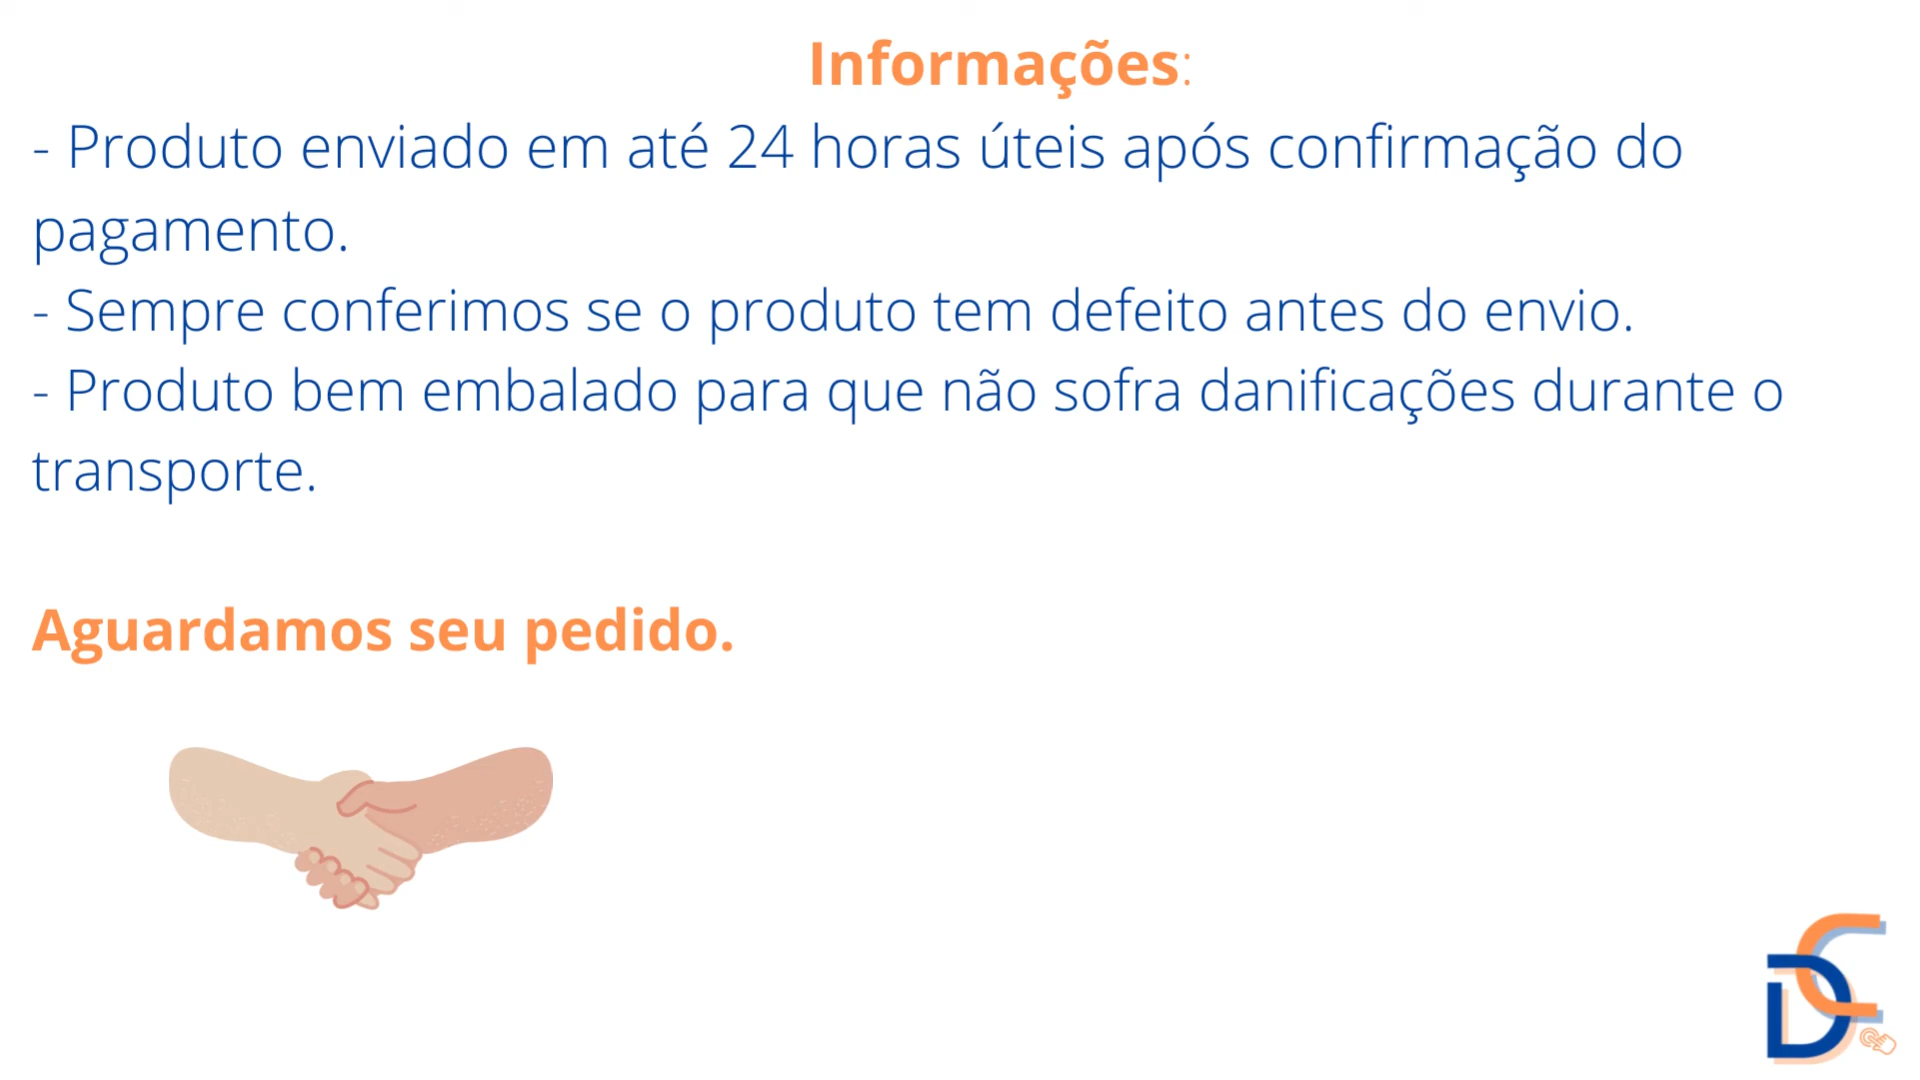 Informações:
- Produto enviado em até 24 horas úteis após confirmação do
pagamento.
- Sempre conferimos se o produto tem defeito antes do envio.
- Produto bem embalado para que não sofra danificações durante o
transporte.
Aguardamos seu pedido.
DC